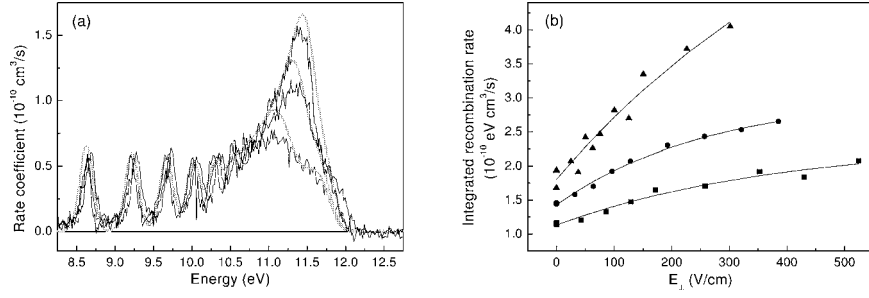 (a)
Rate coefficient (10⁻¹⁰ cm³/s)
1.5
1.0
0.5
0.0
8.5 9.0 9.5 10.0 10.5 11.0 11.5 12.0 12.5
Energy (eV)
(b)
Integrated recombination rate
(10⁻¹⁰ eV cm³/s)
4.0
3.5
3.0
2.5
2.0
1.5
1.0
0 100 200 300 400 500
E⊥ (V/cm)